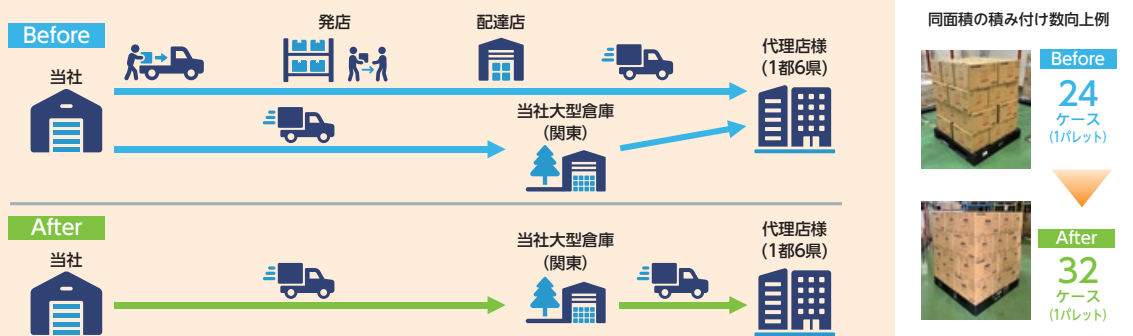 Before
発店
配達店
当社
代理店様
(1都6県)
当社大型倉庫
(関東)
After
当社
当社大型倉庫
(関東)
代理店様
(1都6県)
同面積の積み付け数向上例
Before
24
ケース
(1パレット)
After
32
ケース
(1パレット)